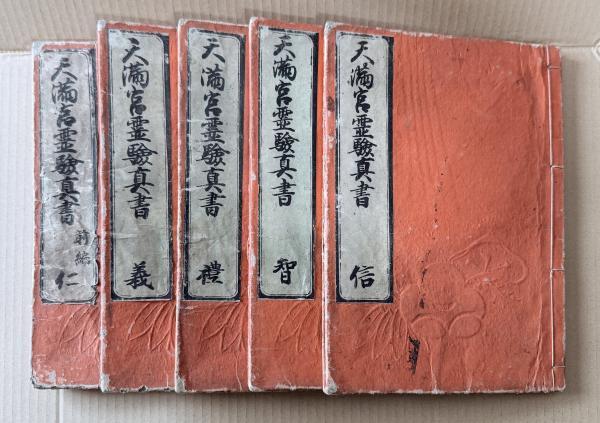 天満宮霊験真書 前編 仁
天満宮霊験真書 義
天満宮霊験真書 禮
天満宮霊験真書 智
天満宮霊験真書 信